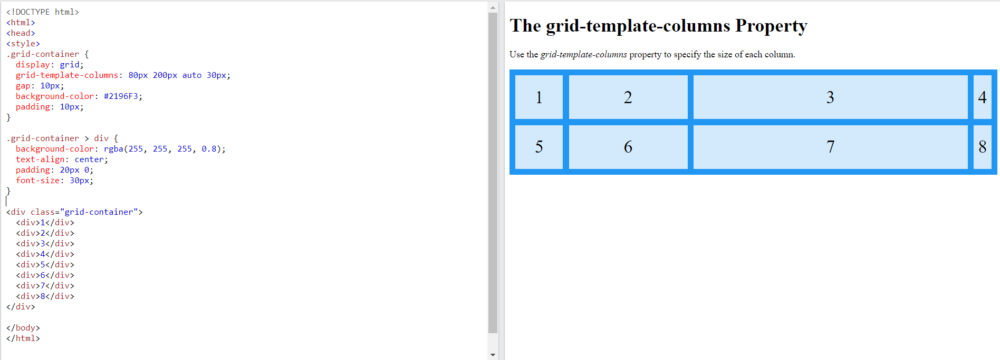 <!DOCTYPE html>
<html>
<head>
<style>
.grid-container {
  display: grid;
  grid-template-columns: 80px 200px auto 30px;
  gap: 10px;
  background-color: #2196F3;
  padding: 10px;
}
.grid-container > div {
  background-color: rgba(255, 255, 255, 0.8);
  text-align: center;
  padding: 20px 0;
  font-size: 30px;
}
<div class="grid-container">
  <div>1</div>
  <div>2</div>
  <div>3</div>
  <div>4</div>
  <div>5</div>
  <div>6</div>
  <div>7</div>
  <div>8</div>
</div>
</body>
</html>
The grid-template-columns Property
Use the grid-template-columns property to specify the size of each column.
1 2 3 4
5 6 7 8